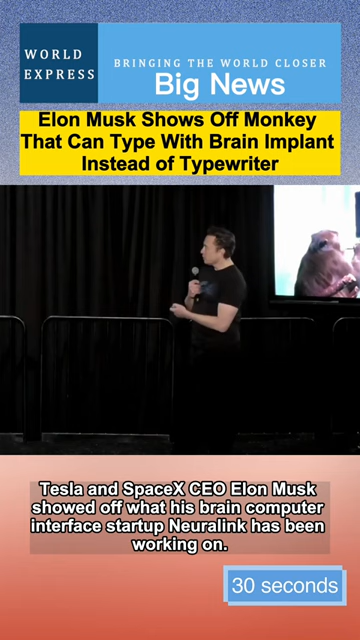 WORLD
EXPRESS
BRINGING THE WORLD CLOSER
Big News
Elon Musk Shows Off Monkey
That Can Type With Brain Implant
Instead of Typewriter
Tesla and SpaceX CEO Elon Musk
showed off what his brain computer
interface startup Neuralink has been
working on.
30 seconds